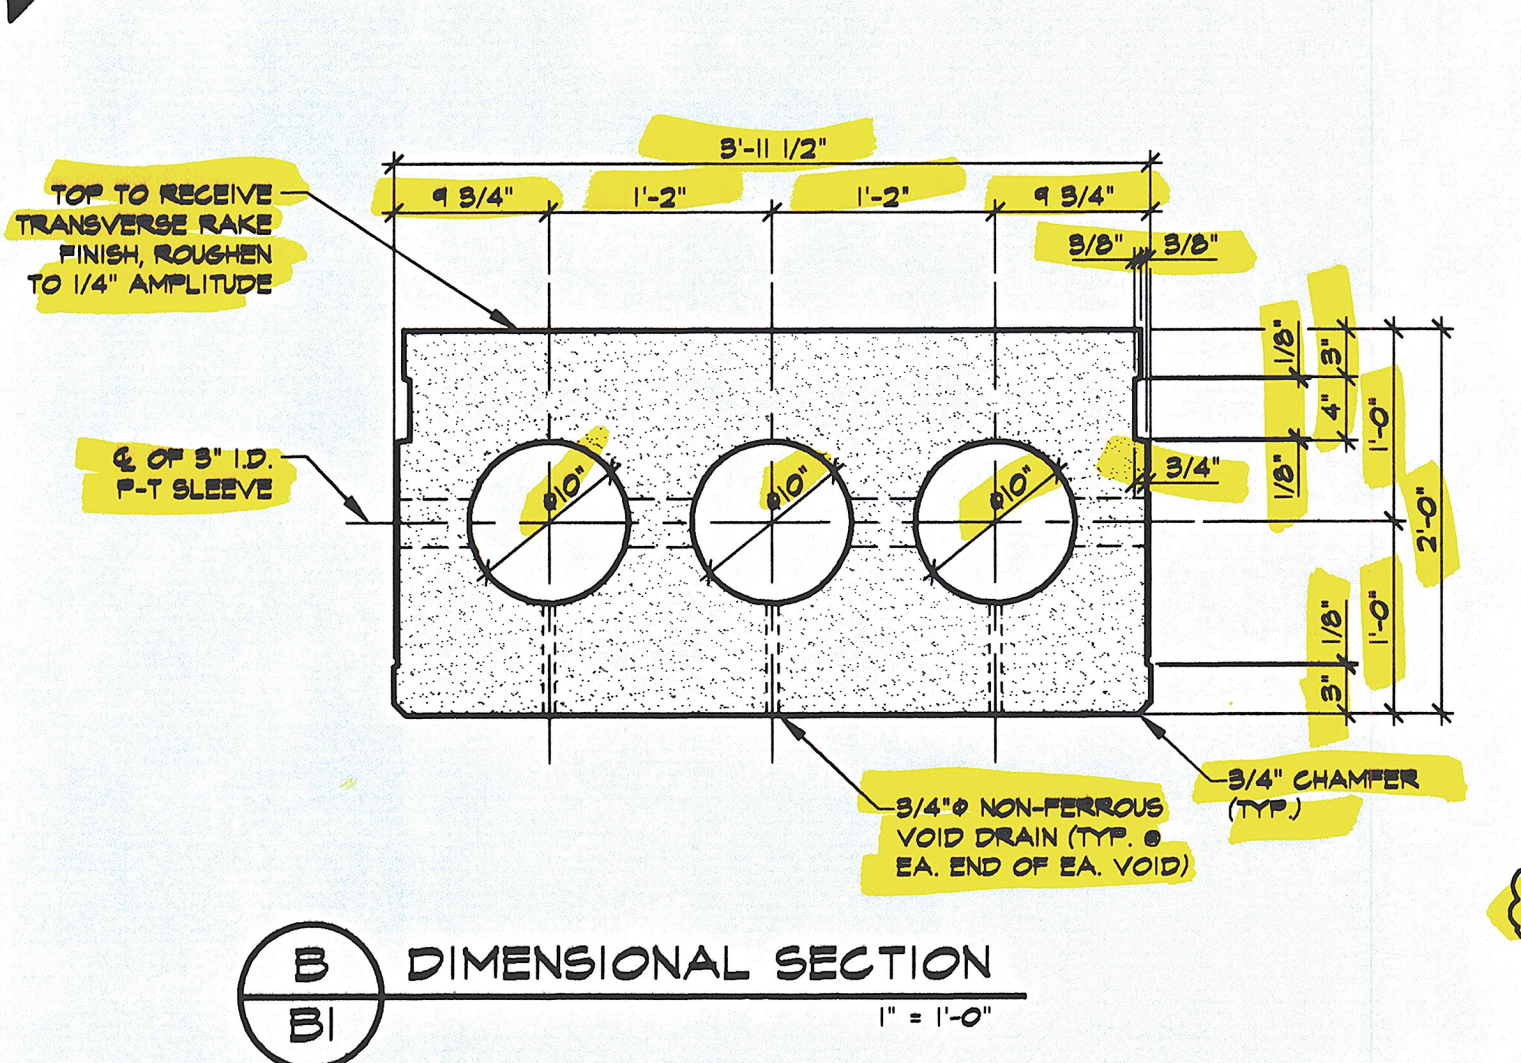 3'-11 1/2"
9 3/4" 1'-2" 1'-2" 9 3/4"
3/8" 3/8"
TOP TO RECEIVE
TRANSVERSE RAKE
FINISH, ROUGHEN
TO 1/4" AMPLITUDE
1/8" 3"
4"
1'-0"
℄ OF 3" I.D.
P-T SLEEVE
ø10" ø10" ø10"
3/4"
1/8"
2'-0"
1/8"
1'-0"
3"
3/4" CHAMFER
(TYP.)
3/4"ø NON-FERROUS
VOID DRAIN (TYP. @
EA. END OF EA. VOID)
B
B1
DIMENSIONAL SECTION
1" = 1'-0"